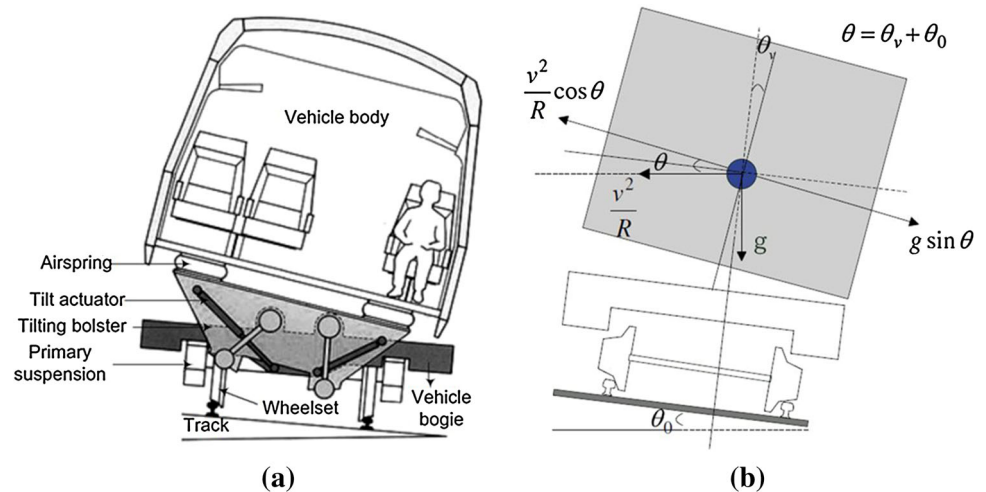 Vehicle body
Airspring
Tilt actuator
Tilting bolster
Primary
suspension
Wheelset
Track
Vehicle
bogie
(a)
θ = θv + θ0
θv
v²/R cos θ
θ
v²/R
g
g sin θ
θ0
(b)